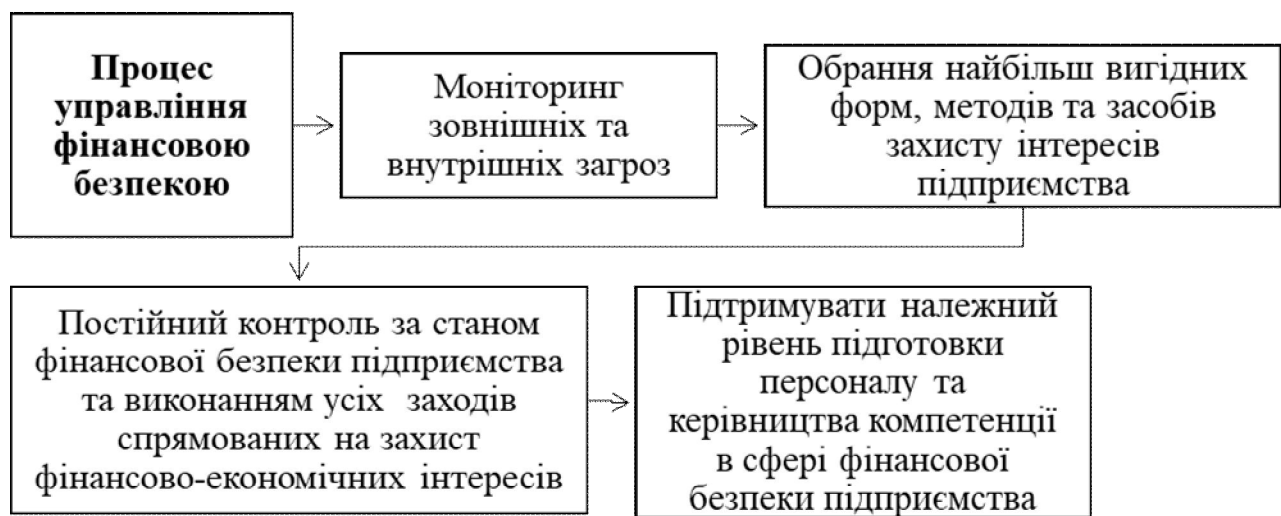 Процес
управління
фінансовою
безпекою
Моніторинг
зовнішніх та
внутрішніх загроз
Обрання найбільш вигідних
форм, методів та засобів
захисту інтересів
підприємства
Постійний контроль за станом
фінансової безпеки підприємства
та виконанням усіх заходів
спрямованих на захист
фінансово-економічних інтересів
Підтримувати належний
рівень підготовки
персоналу та
керівництва компетенції
в сфері фінансової
безпеки підприємства